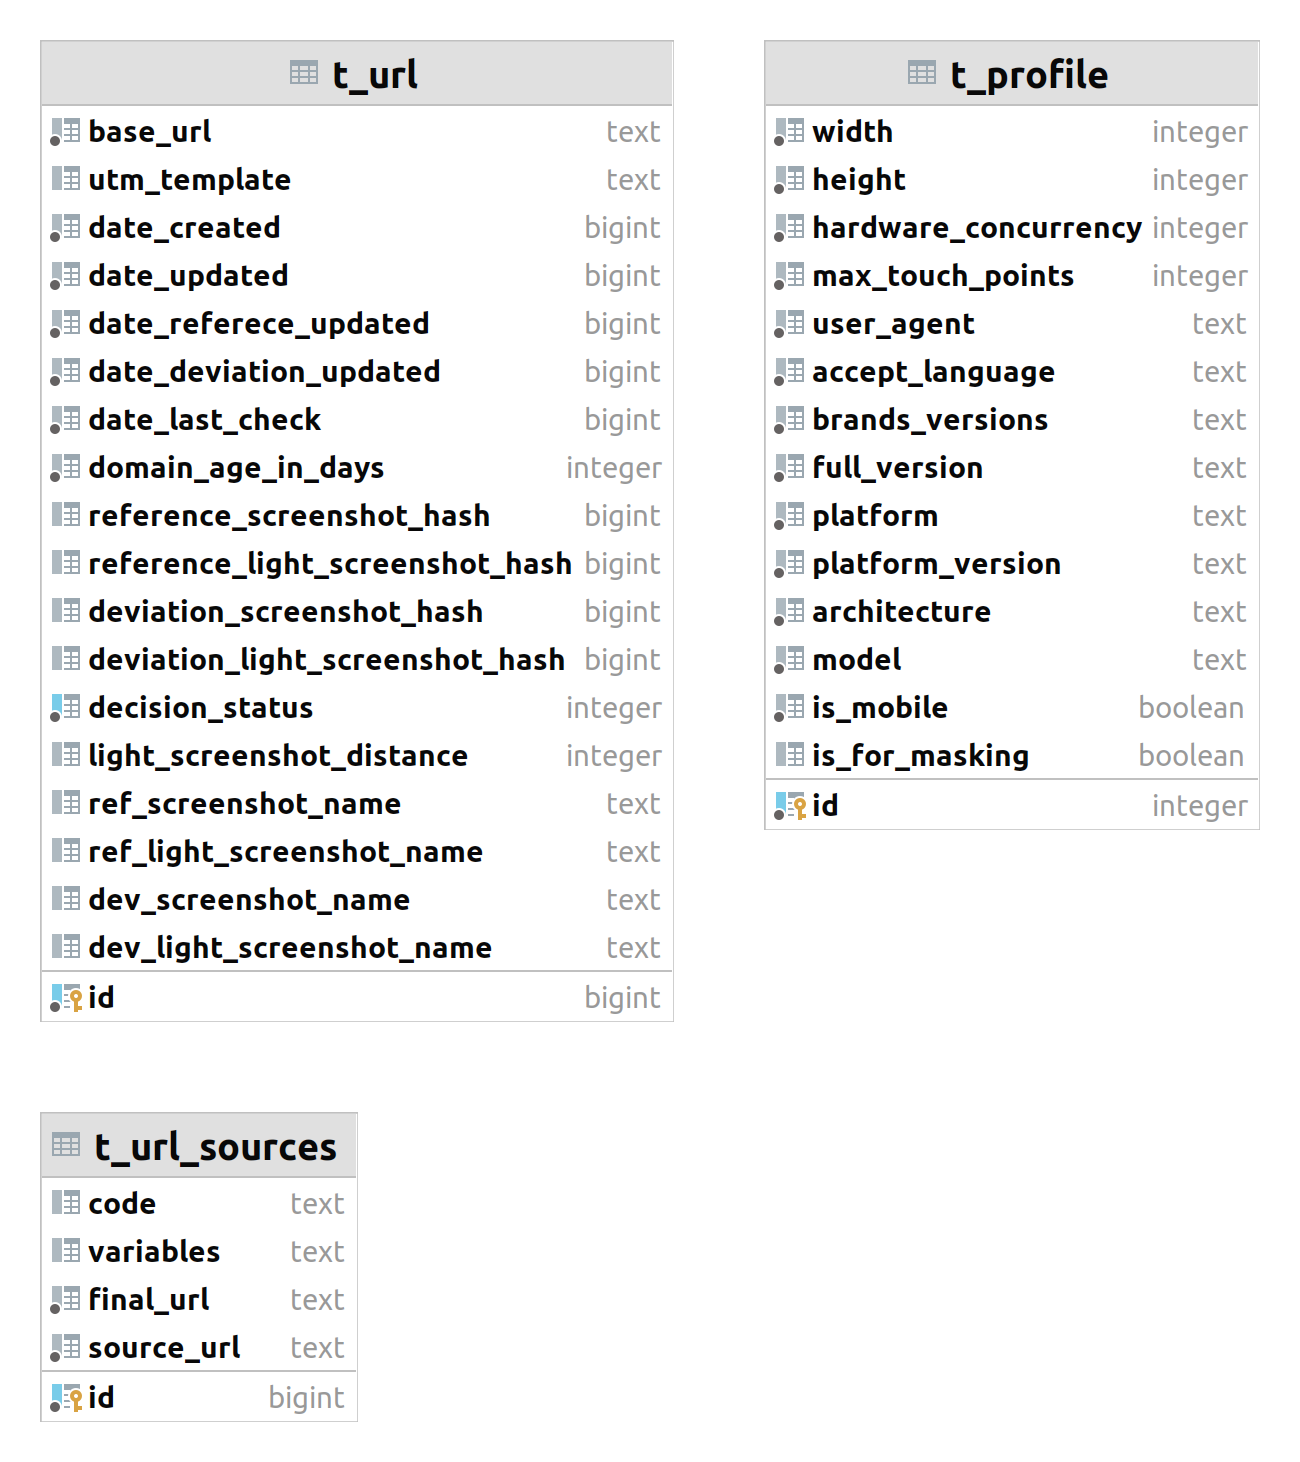 t_url
base_url text
utm_template text
date_created bigint
date_updated bigint
date_referece_updated bigint
date_deviation_updated bigint
date_last_check bigint
domain_age_in_days integer
reference_screenshot_hash bigint
reference_light_screenshot_hash bigint
deviation_screenshot_hash bigint
deviation_light_screenshot_hash bigint
decision_status integer
light_screenshot_distance integer
ref_screenshot_name text
ref_light_screenshot_name text
dev_screenshot_name text
dev_light_screenshot_name text
id bigint
t_profile
width integer
height integer
hardware_concurrency integer
max_touch_points integer
user_agent text
accept_language text
brands_versions text
full_version text
platform text
platform_version text
architecture text
model text
is_mobile boolean
is_for_masking boolean
id integer
t_url_sources
code text
variables text
final_url text
source_url text
id bigint